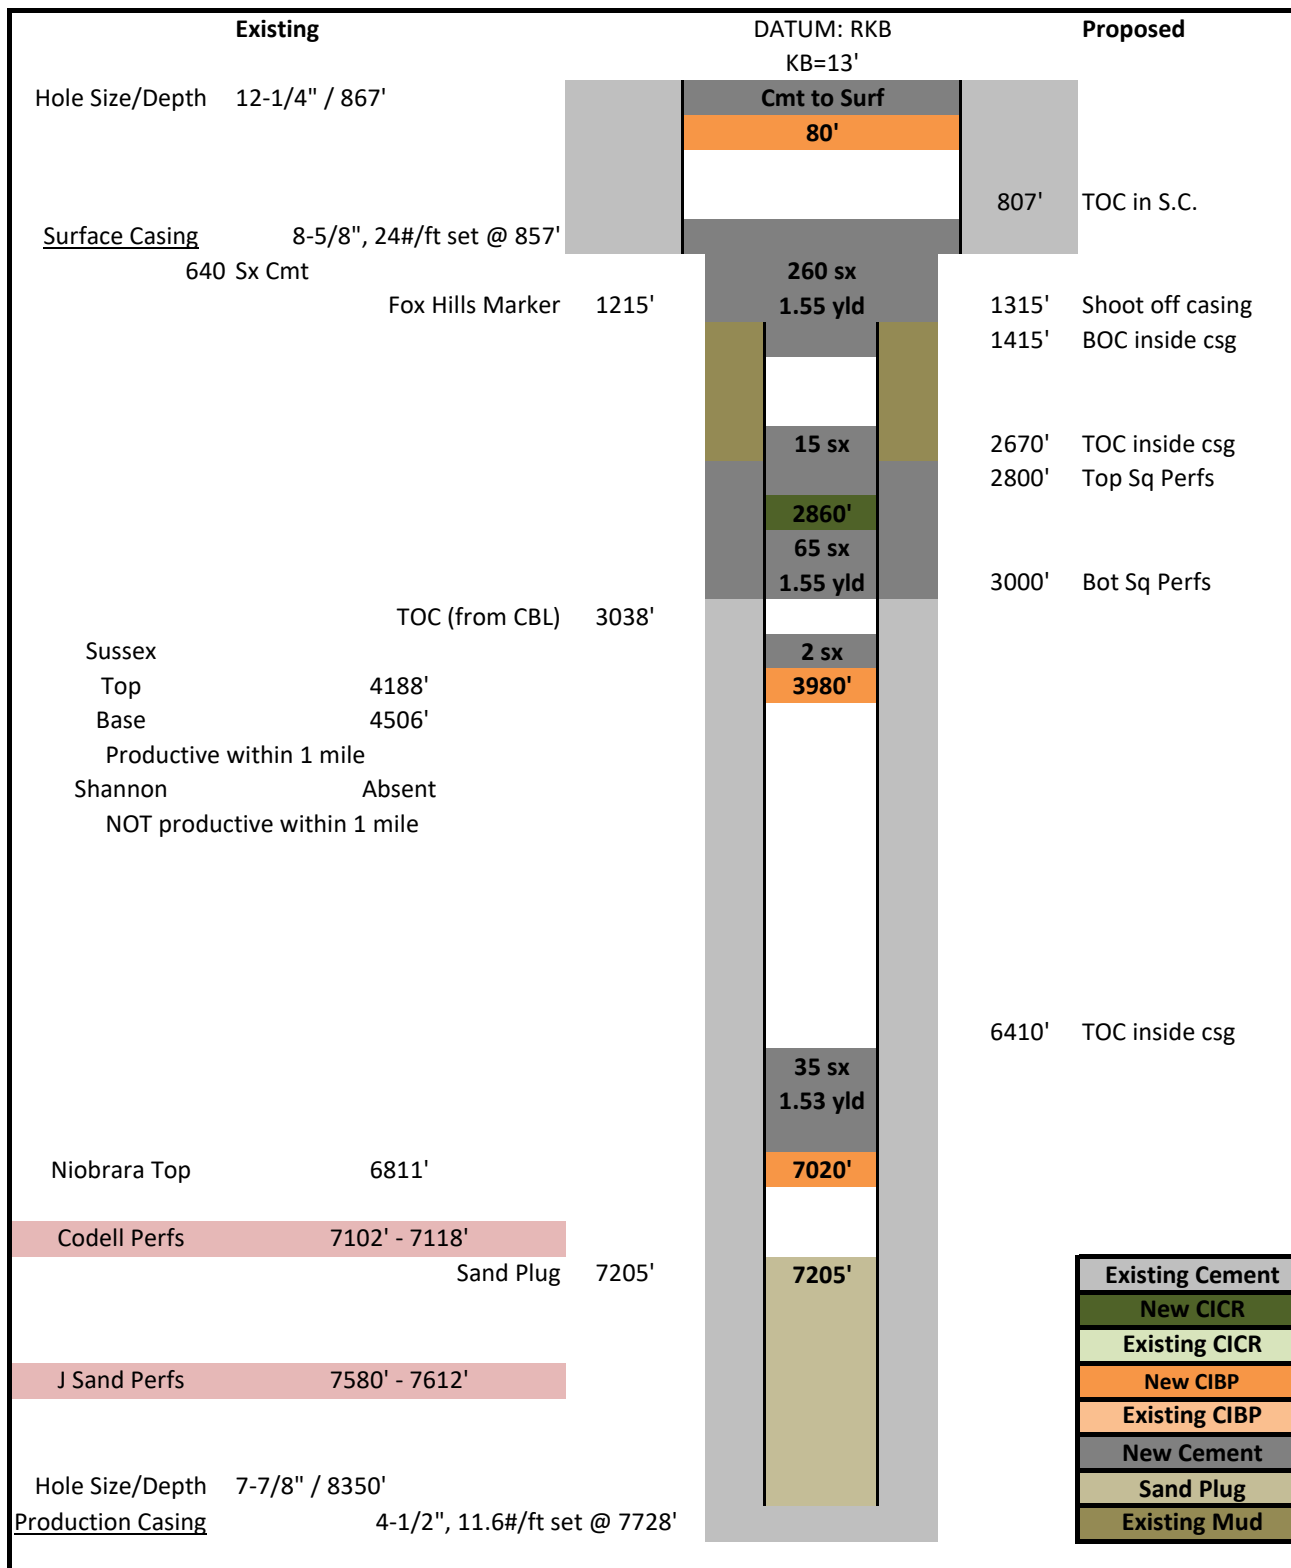 Existing DATUM: RKB Proposed
KB=13'
Hole Size/Depth 12-1/4" / 867' Cmt to Surf
80'
807' TOC in S.C.
Surface Casing 8-5/8", 24#/ft set @ 857'
640 Sx Cmt 260 sx
Fox Hills Marker 1215' 1.55 yld 1315' Shoot off casing
1415' BOC inside csg
15 sx 2670' TOC inside csg
2800' Top Sq Perfs
2860'
65 sx
1.55 yld 3000' Bot Sq Perfs
TOC (from CBL) 3038'
Sussex 2 sx
Top 4188' 3980'
Base 4506'
Productive within 1 mile
Shannon Absent
NOT productive within 1 mile
6410' TOC inside csg
35 sx
1.53 yld
Niobrara Top 6811' 7020'
Codell Perfs 7102' - 7118'
Sand Plug 7205' 7205' Existing Cement
New CICR
Existing CICR
J Sand Perfs 7580' - 7612' New CIBP
Existing CIBP
New Cement
Hole Size/Depth 7-7/8" / 8350' Sand Plug
Production Casing 4-1/2", 11.6#/ft set @ 7728' Existing Mud